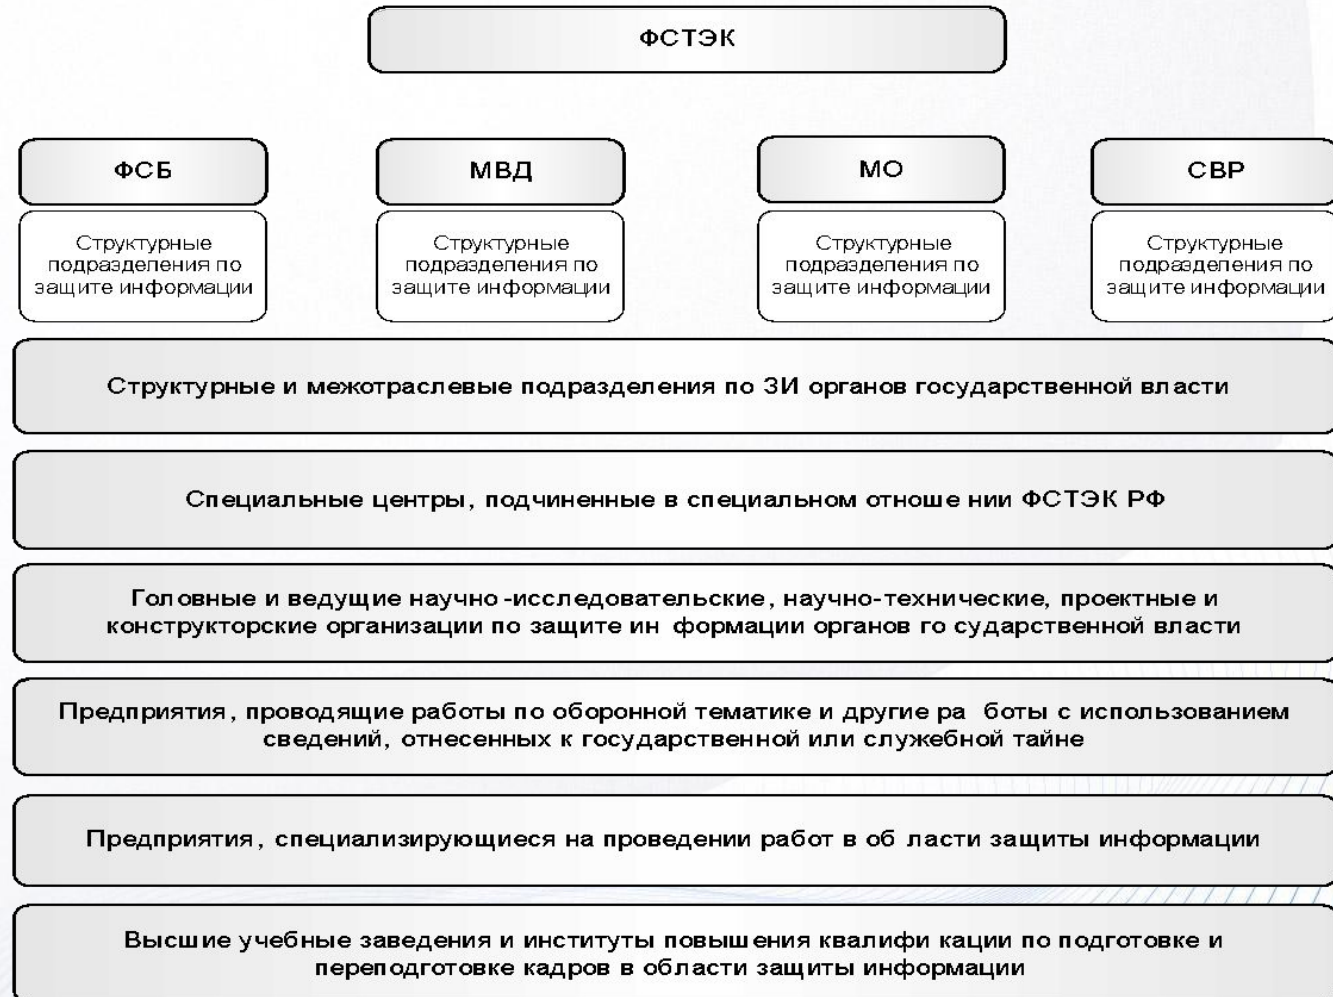 ФСТЭК
ФСБ
МВД
МО
СВР
Структурные
подразделения по
защите информации
Структурные
подразделения по
защите информации
Структурные
подразделения по
защите информации
Структурные
подразделения по
защите информации
Структурные и межотраслевые подразделения по ЗИ органов государственной власти
Специальные центры, подчиненные в специальном отноше нии ФСТЭК РФ
Головные и ведущие научно -исследовательские, научно-технические, проектные и
конструкторские организации по защите ин формации органов го сударственной власти
Предприятия, проводящие работы по оборонной тематике и другие ра боты с использованием
сведений, отнесенных к государственной или служебной тайне
Предприятия, специализирующиеся на проведении работ в об ласти защиты информации
Высшие учебные заведения и институты повышения квалифи кации по подготовке и
переподготовке кадров в области защиты информации